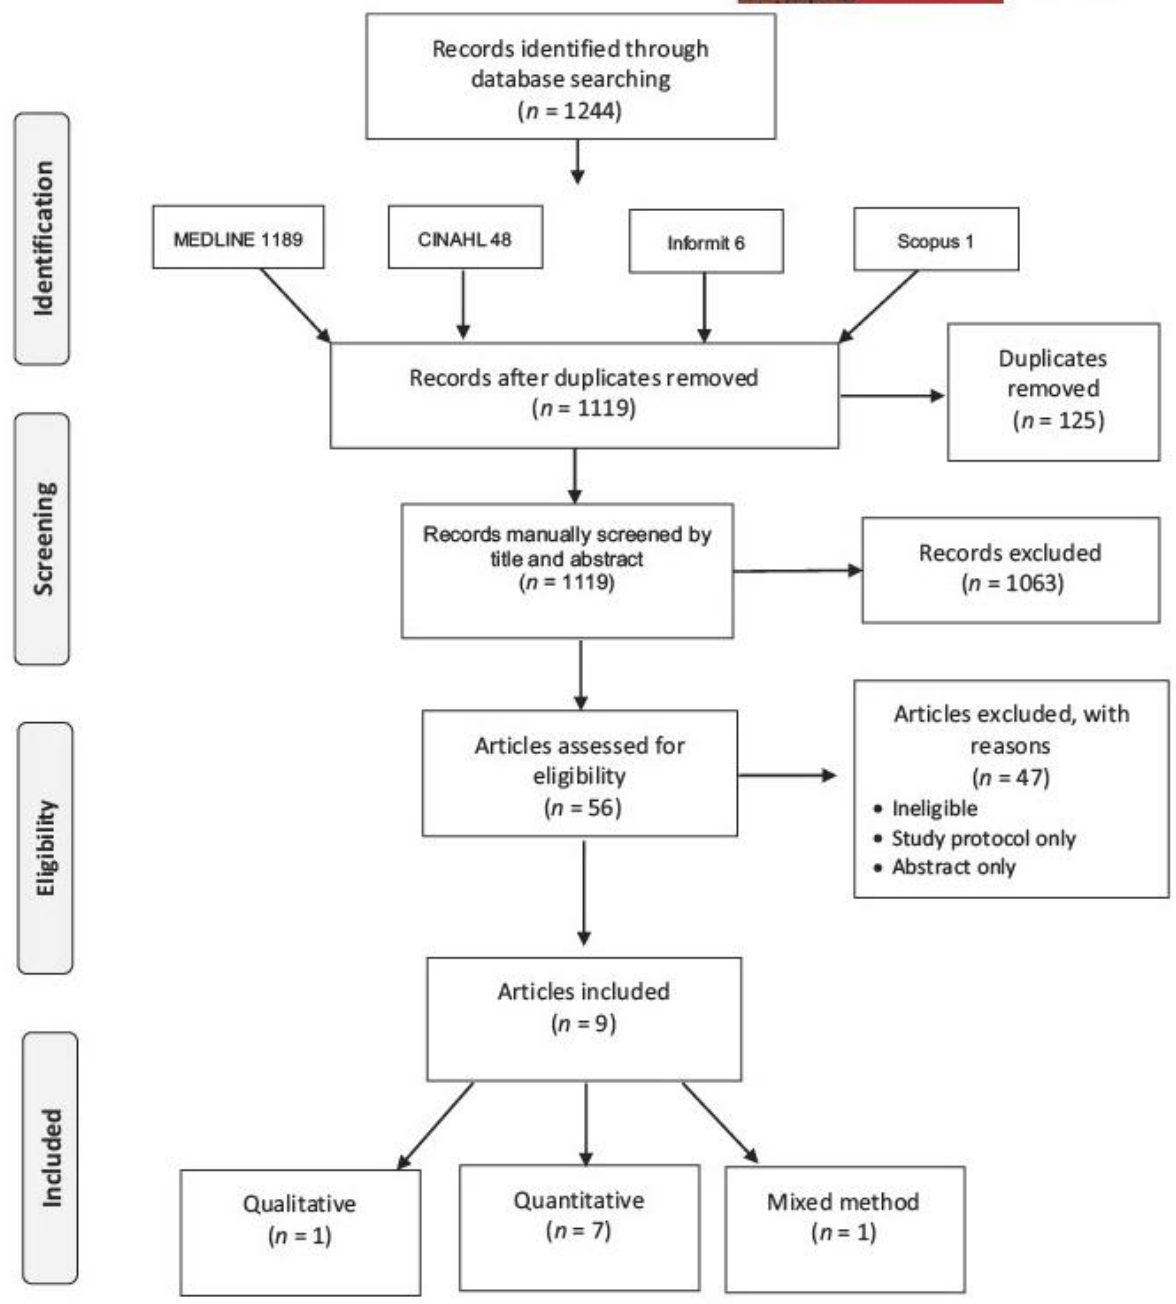 Records identified through
database searching
(n = 1244)
Identification
MEDLINE 1189
CINAHL 48
Informit 6
Scopus 1
Records after duplicates removed
(n = 1119)
Duplicates
removed
(n = 125)
Screening
Records manually screened by
title and abstract
(n = 1119)
Records excluded
(n = 1063)
Eligibility
Articles assessed for
eligibility
(n = 56)
Articles excluded, with
reasons
(n = 47)
• Ineligible
• Study protocol only
• Abstract only
Included
Articles included
(n = 9)
Qualitative
(n = 1)
Quantitative
(n = 7)
Mixed method
(n = 1)